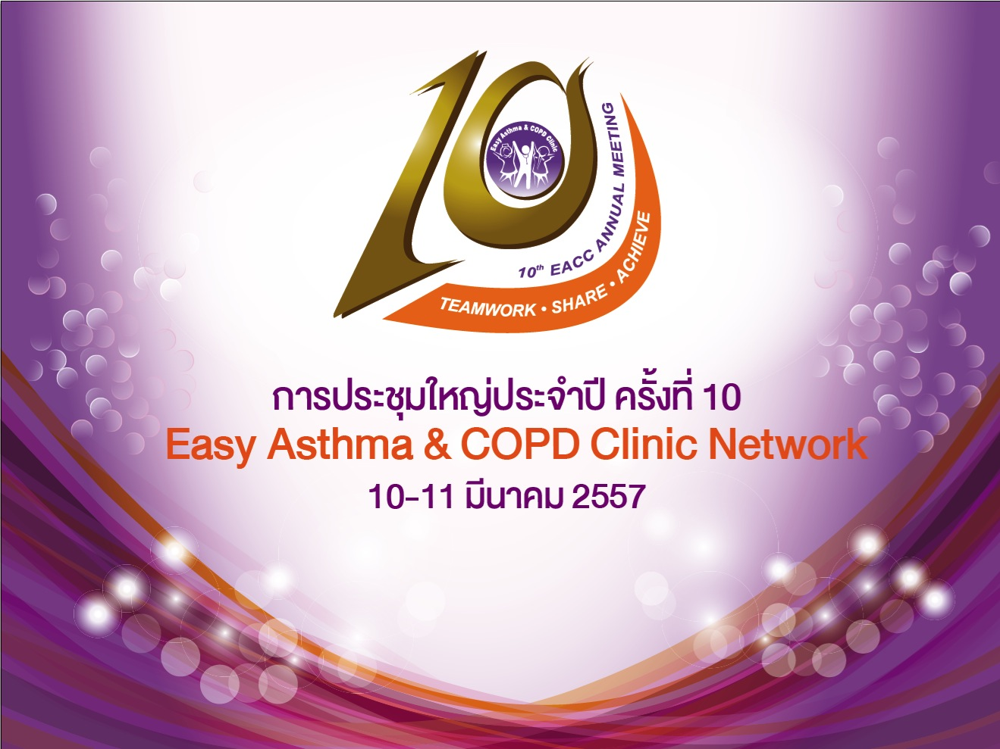 10
Easy Asthma & COPD Clinic
10th EACC ANNUAL MEETING
TEAMWORK • SHARE • ACHIEVE
การประชุมใหญ่ประจำปี ครั้งที่ 10
Easy Asthma & COPD Clinic Network
10-11 มีนาคม 2557